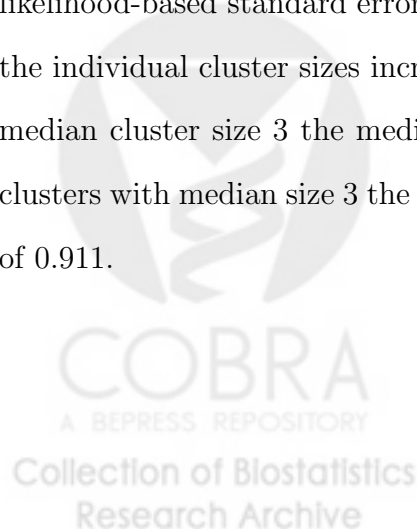 likelihood-based standard error
the individual cluster sizes incr
median cluster size 3 the medi
clusters with median size 3 the
of 0.911.
COBRA
A BEPRESS REPOSITORY
Collection of Biostatistics
Research Archive